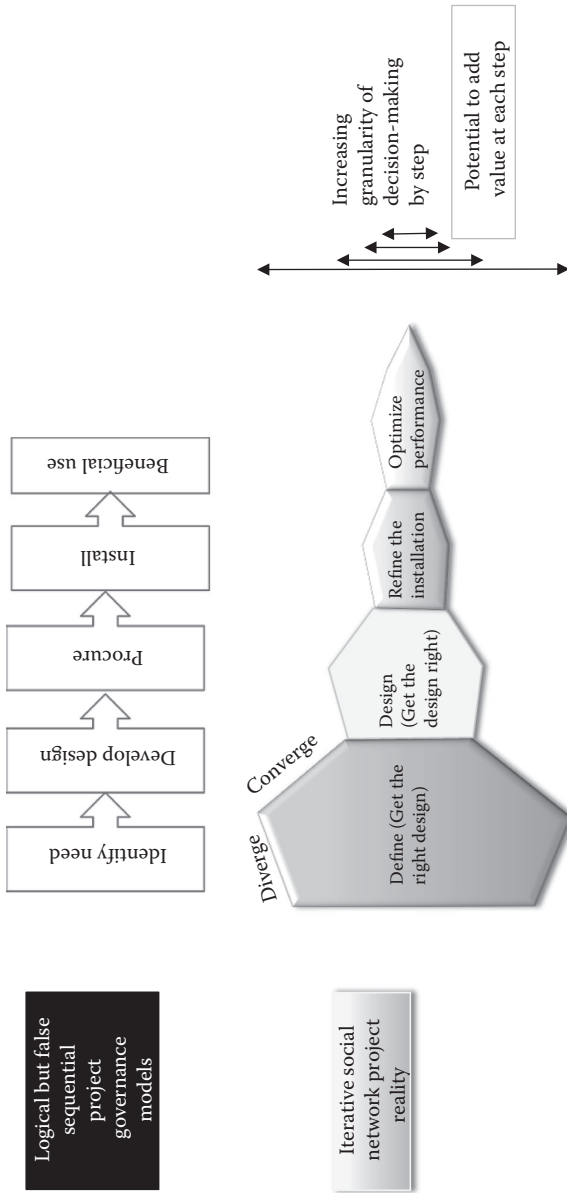 Logical but false
sequential
project
governance
models
Identify need
Develop design
Procure
Install
Beneficial use
Iterative social
network project
reality
Diverge
Converge
Define (Get the
right design)
Design
(Get the
design right)
Refine the
installation
Optimize
performance
Increasing
granularity of
decision-making
by step
Potential to add
value at each step